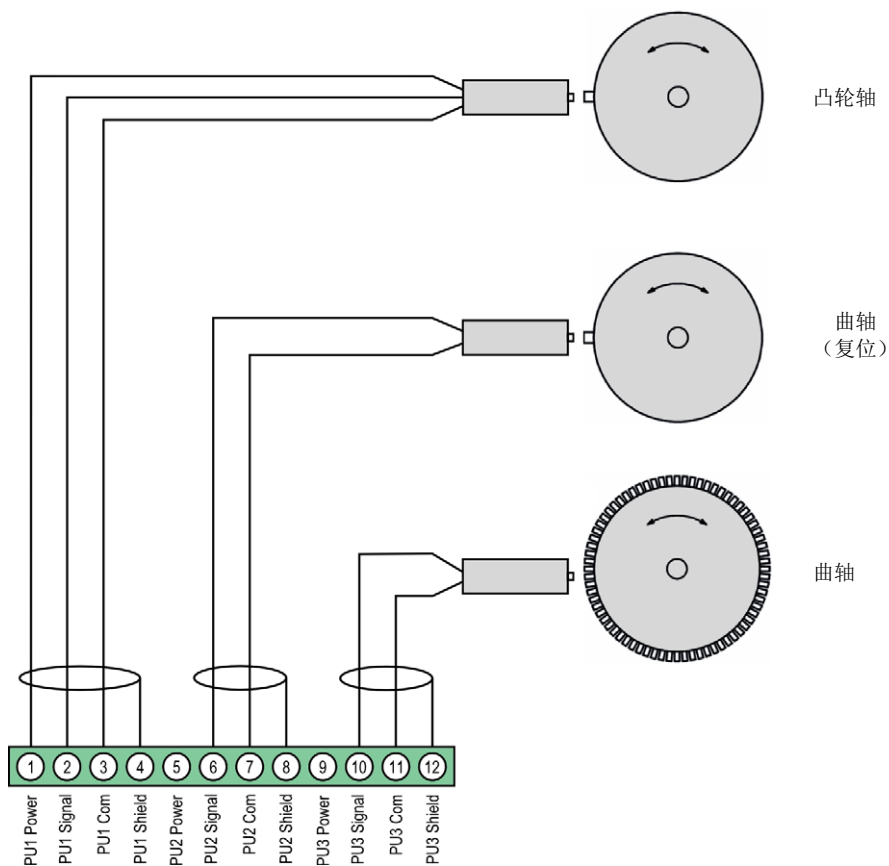 凸轮轴
曲轴
（复位）
曲轴
1 2 3 4 5 6 7 8 9 10 11 12
PU1 Power
PU1 Signal
PU1 Com
PU1 Shield
PU2 Power
PU2 Signal
PU2 Com
PU2 Shield
PU3 Power
PU3 Signal
PU3 Com
PU3 Shield